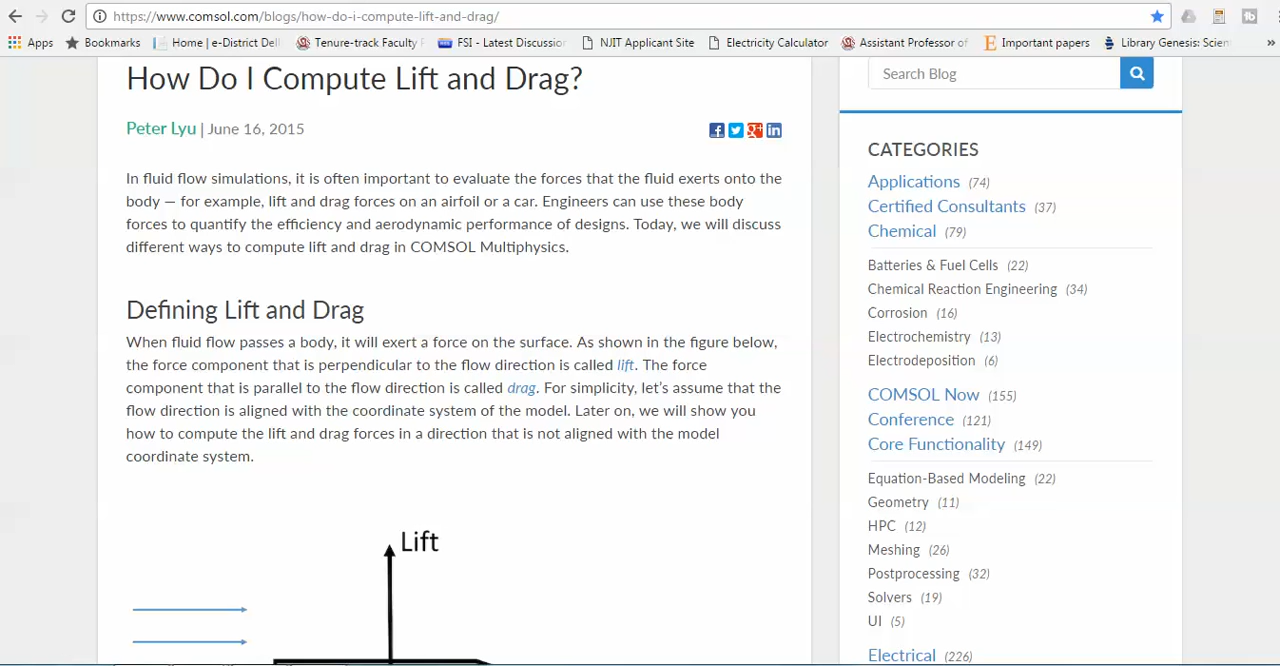 https://www.comsol.com/blogs/how-do-i-compute-lift-and-drag/
Apps Bookmarks Home | e-District Del Tenure-track Faculty FSI - Latest Discussion NJIT Applicant Site Electricity Calculator Assistant Professor of Important papers Library Genesis: Scien »
How Do I Compute Lift and Drag?
Peter Lyu | June 16, 2015
In fluid flow simulations, it is often important to evaluate the forces that the fluid exerts onto the
body — for example, lift and drag forces on an airfoil or a car. Engineers can use these body
forces to quantify the efficiency and aerodynamic performance of designs. Today, we will discuss
different ways to compute lift and drag in COMSOL Multiphysics.
Defining Lift and Drag
When fluid flow passes a body, it will exert a force on the surface. As shown in the figure below,
the force component that is perpendicular to the flow direction is called lift. The force
component that is parallel to the flow direction is called drag. For simplicity, let's assume that the
flow direction is aligned with the coordinate system of the model. Later on, we will show you
how to compute the lift and drag forces in a direction that is not aligned with the model
coordinate system.
Lift
Search Blog
CATEGORIES
Applications (74)
Certified Consultants (37)
Chemical (79)
Batteries & Fuel Cells (22)
Chemical Reaction Engineering (34)
Corrosion (16)
Electrochemistry (13)
Electrodeposition (6)
COMSOL Now (155)
Conference (121)
Core Functionality (149)
Equation-Based Modeling (22)
Geometry (11)
HPC (12)
Meshing (26)
Postprocessing (32)
Solvers (19)
UI (5)
Electrical (226)